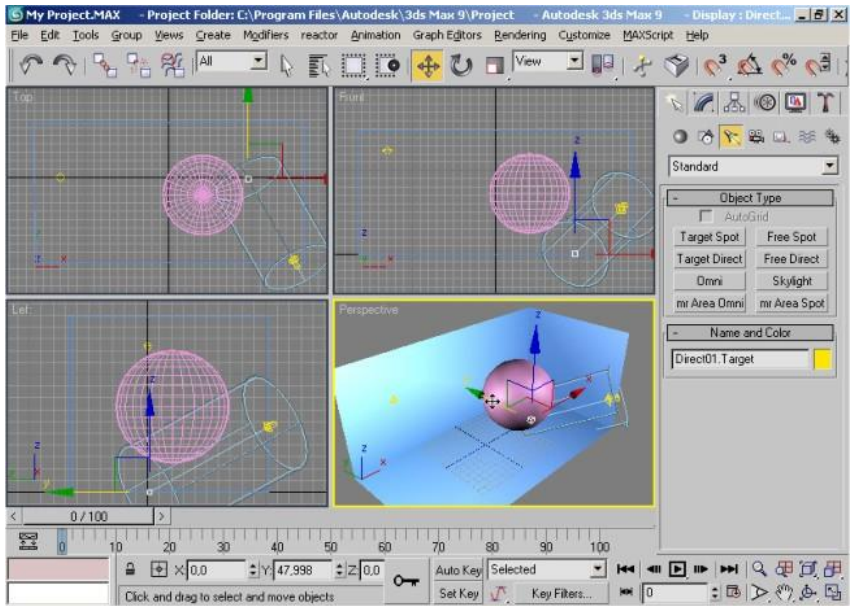 My Project.MAX - Project Folder: C:\Program Files\Autodesk\3ds Max 9\Project - Autodesk 3ds Max 9 - Display : Direct...
File Edit Tools Group Views Create Modifiers reactor Animation Graph Editors Rendering Customize MAXScript Help
All View 3 %
Top Front
Standard
- Object Type
AutoGrid
Target Spot Free Spot
Target Direct Free Direct
Omni Skylight
mr Area Omni mr Area Spot
Left Perspective
- Name and Color
Direct01.Target
z x z x z x y z x y z x
< 0 / 100 >
0 10 20 30 40 50 60 70 80 90 100
X: 0,0 Y: 47,998 Z: 0,0 Auto Key Selected
Click and drag to select and move objects Set Key Key Filters... 0